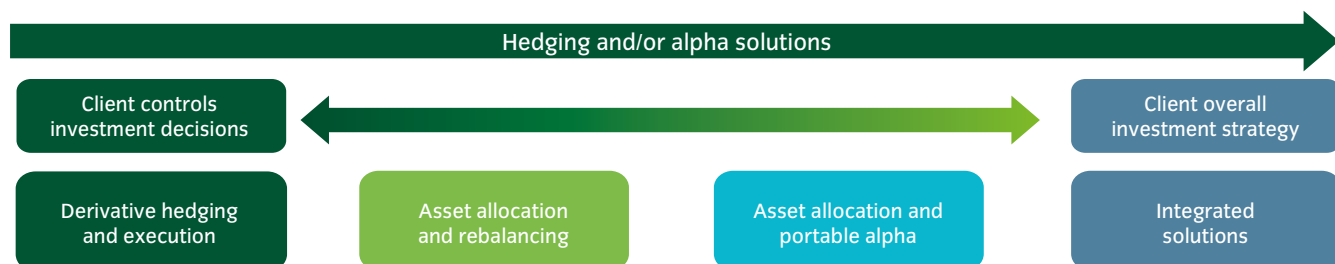 Hedging and/or alpha solutions
Client controls
investment decisions
Client overall
investment strategy
Derivative hedging
and execution
Asset allocation
and rebalancing
Asset allocation and
portable alpha
Integrated
solutions